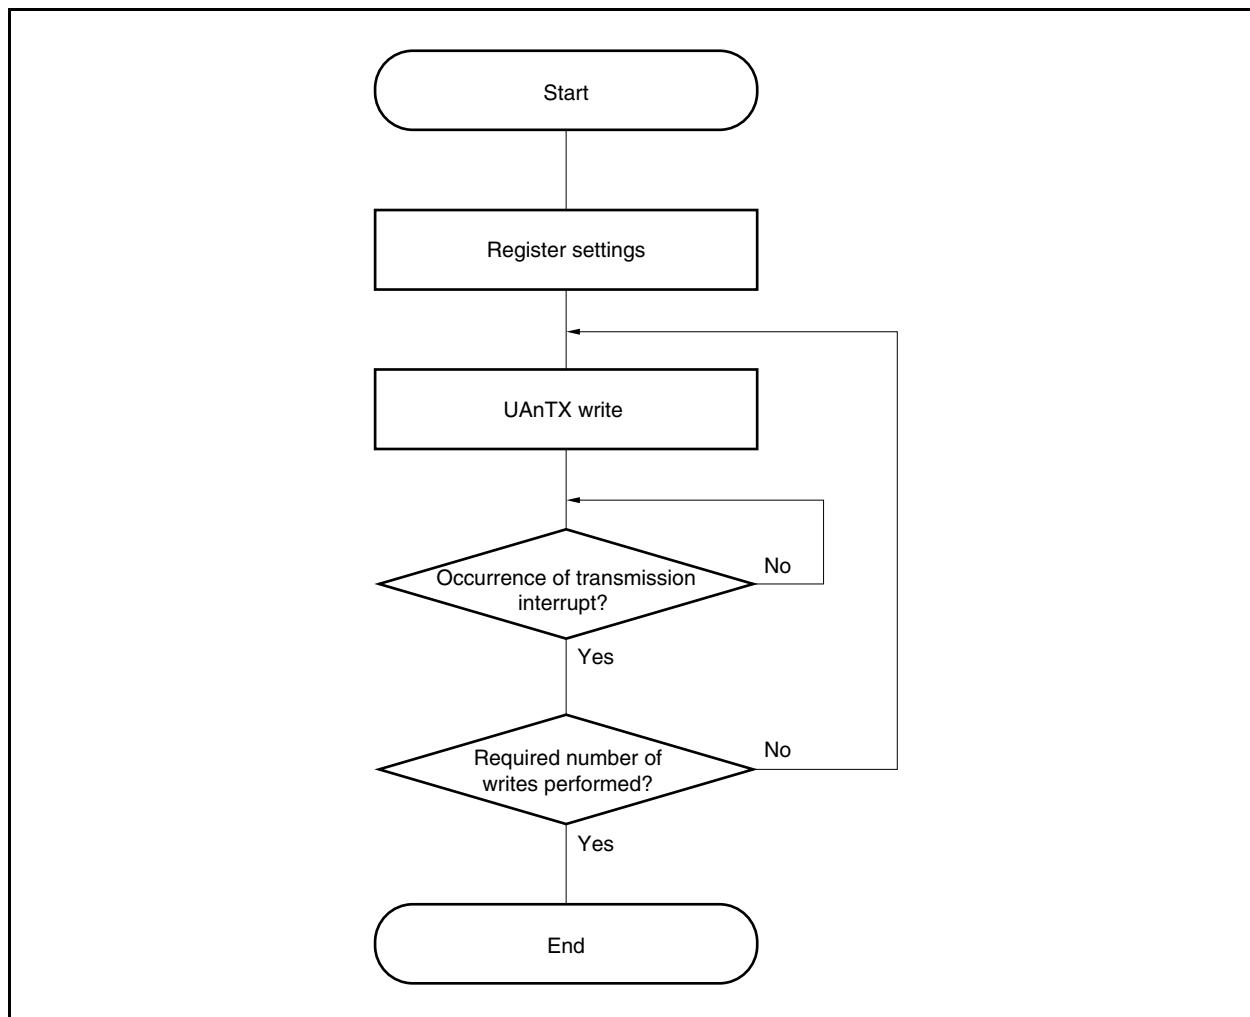 Start
Register settings
UAnTX write
Occurrence of transmission
interrupt?
No
Yes
Required number of
writes performed?
No
Yes
End